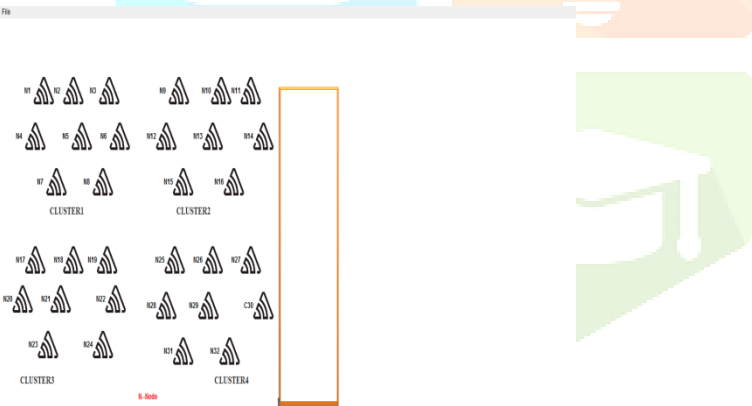 File
N1 N2 N3 N9 N10 N11
N4 N5 N6 N12 N13 N14
N7 N8 N15 N16
CLUSTER1 CLUSTER2
N17 N18 N19 N25 N26 N27
N20 N21 N22 N28 N29 C30
N23 N24 N31 N32
CLUSTER3 CLUSTER4
N--Node